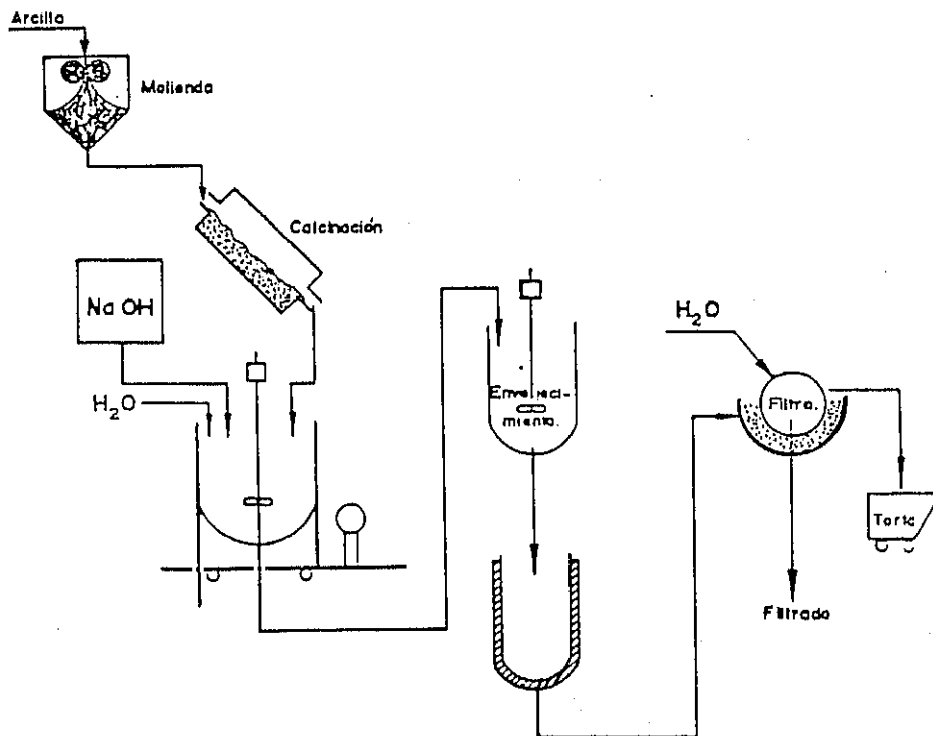 Arcilla
Molienda
Calcinación
Na OH
H₂O
Envejeci-
miento.
H₂O
Filtro.
Torta
Filtrado